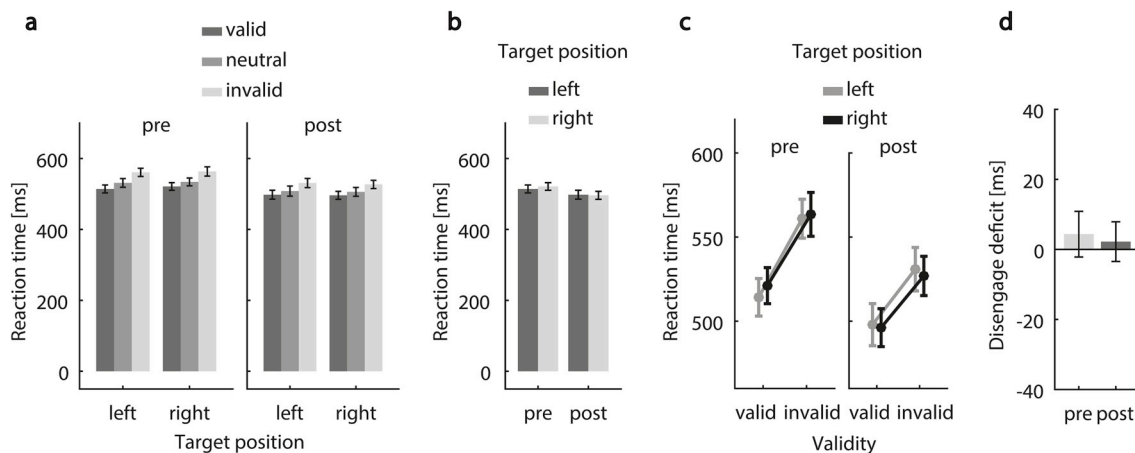 a
valid
neutral
invalid
pre
post
Reaction time [ms]
600
400
200
0
left
right
left
right
Target position
b
Target position
left
right
Reaction time [ms]
600
400
200
0
pre
post
c
Target position
left
right
pre
post
Reaction time [ms]
600
550
500
valid
invalid
valid
invalid
Validity
d
Disengage deficit [ms]
40
20
0
-20
-40
pre
post